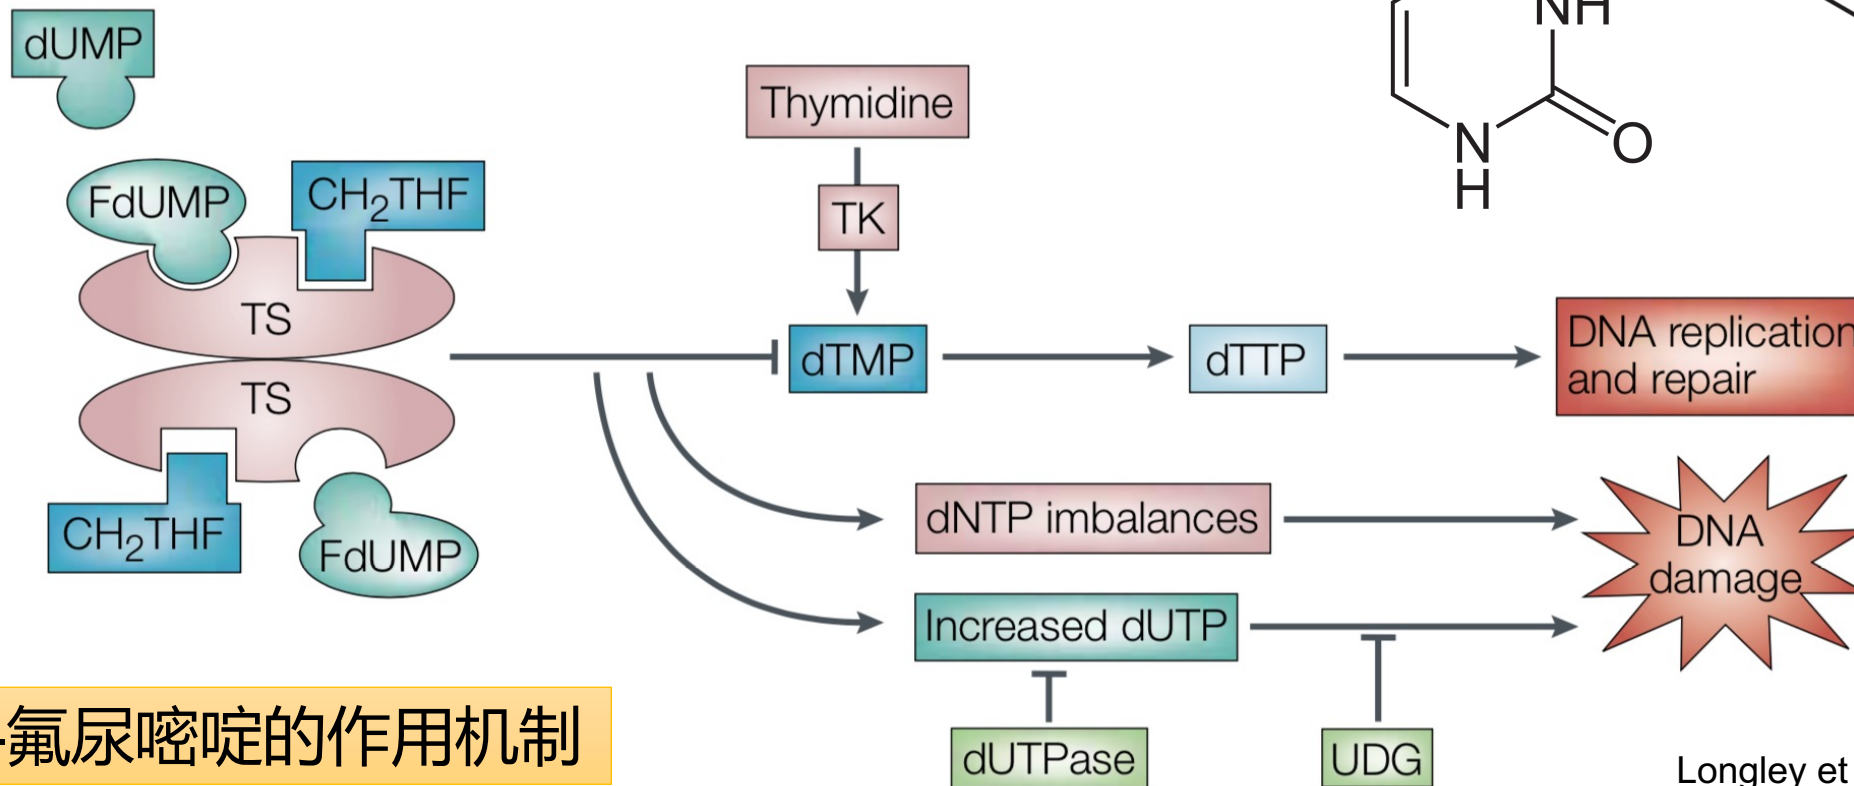 dUMP
NH
N
H
O
Thymidine
FdUMP
CH2THF
TK
TS
dTMP
dTTP
DNA replication
and repair
TS
CH2THF
FdUMP
dNTP imbalances
DNA
damage
Increased dUTP
-氟尿嘧啶的作用机制
dUTPase
UDG
Longley et